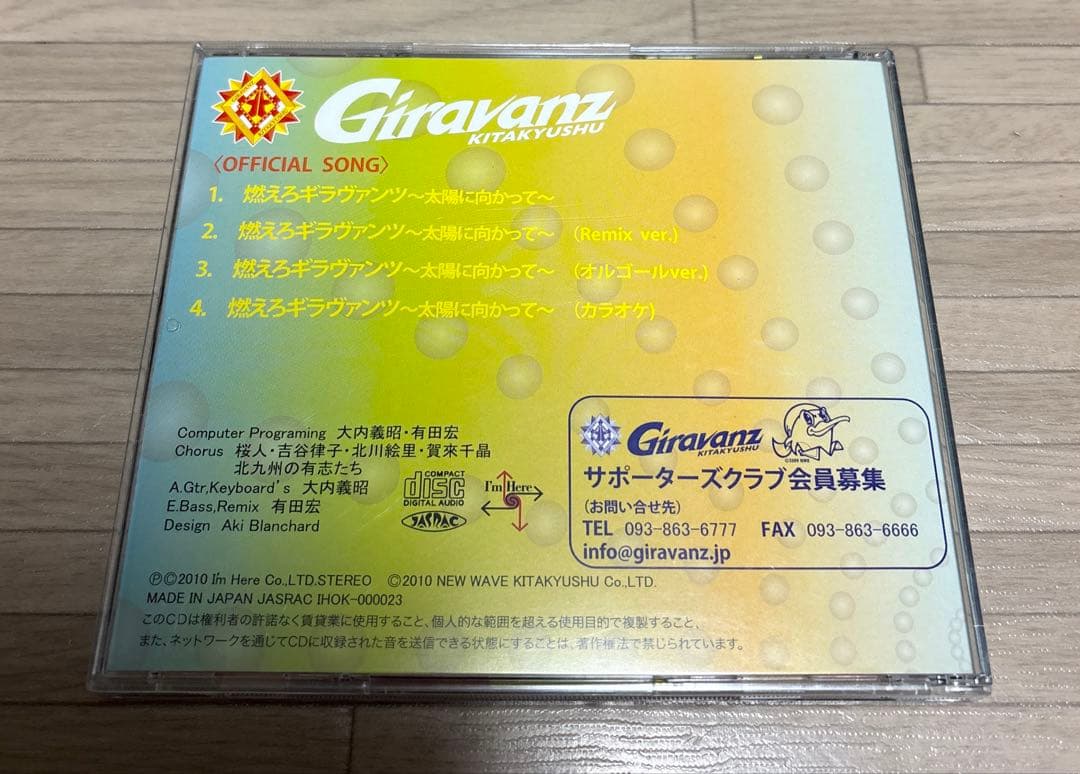 Giravanz
KITAKYUSHU
〈OFFICIAL SONG〉
1. 燃えろギラヴァンツ〜太陽に向かって〜
2. 燃えろギラヴァンツ〜太陽に向かって〜 (Remix ver.)
3. 燃えろギラヴァンツ〜太陽に向かって〜 (オルゴールver.)
4. 燃えろギラヴァンツ〜太陽に向かって〜 (カラオケ)
Computer Programing 大内義昭・有田宏
Chorus 桜人・吉谷律子・北川絵里・賀來千晶
北九州の有志たち
A.Gtr,Keyboard's 大内義昭
E.Bass,Remix 有田宏
Design Aki Blanchard
COMPACT
disc
DIGITAL AUDIO
JASRAC
I'm Here
Giravanz
KITAKYUSHU
サポーターズクラブ会員募集
(お問い合せ先)
TEL 093-863-6777 FAX 093-863-6666
info@giravanz.jp
Ⓟ©2010 I'm Here Co.,LTD.STEREO ©2010 NEW WAVE KITAKYUSHU Co.,LTD.
MADE IN JAPAN JASRAC IHOK-000023
このCDは権利者の許諾なく賃貸業に使用すること、個人的な範囲を超える使用目的で複製すること、
また、ネットワークを通じてCDに収録された音を送信できる状態にすることは、著作権法で禁じられています。